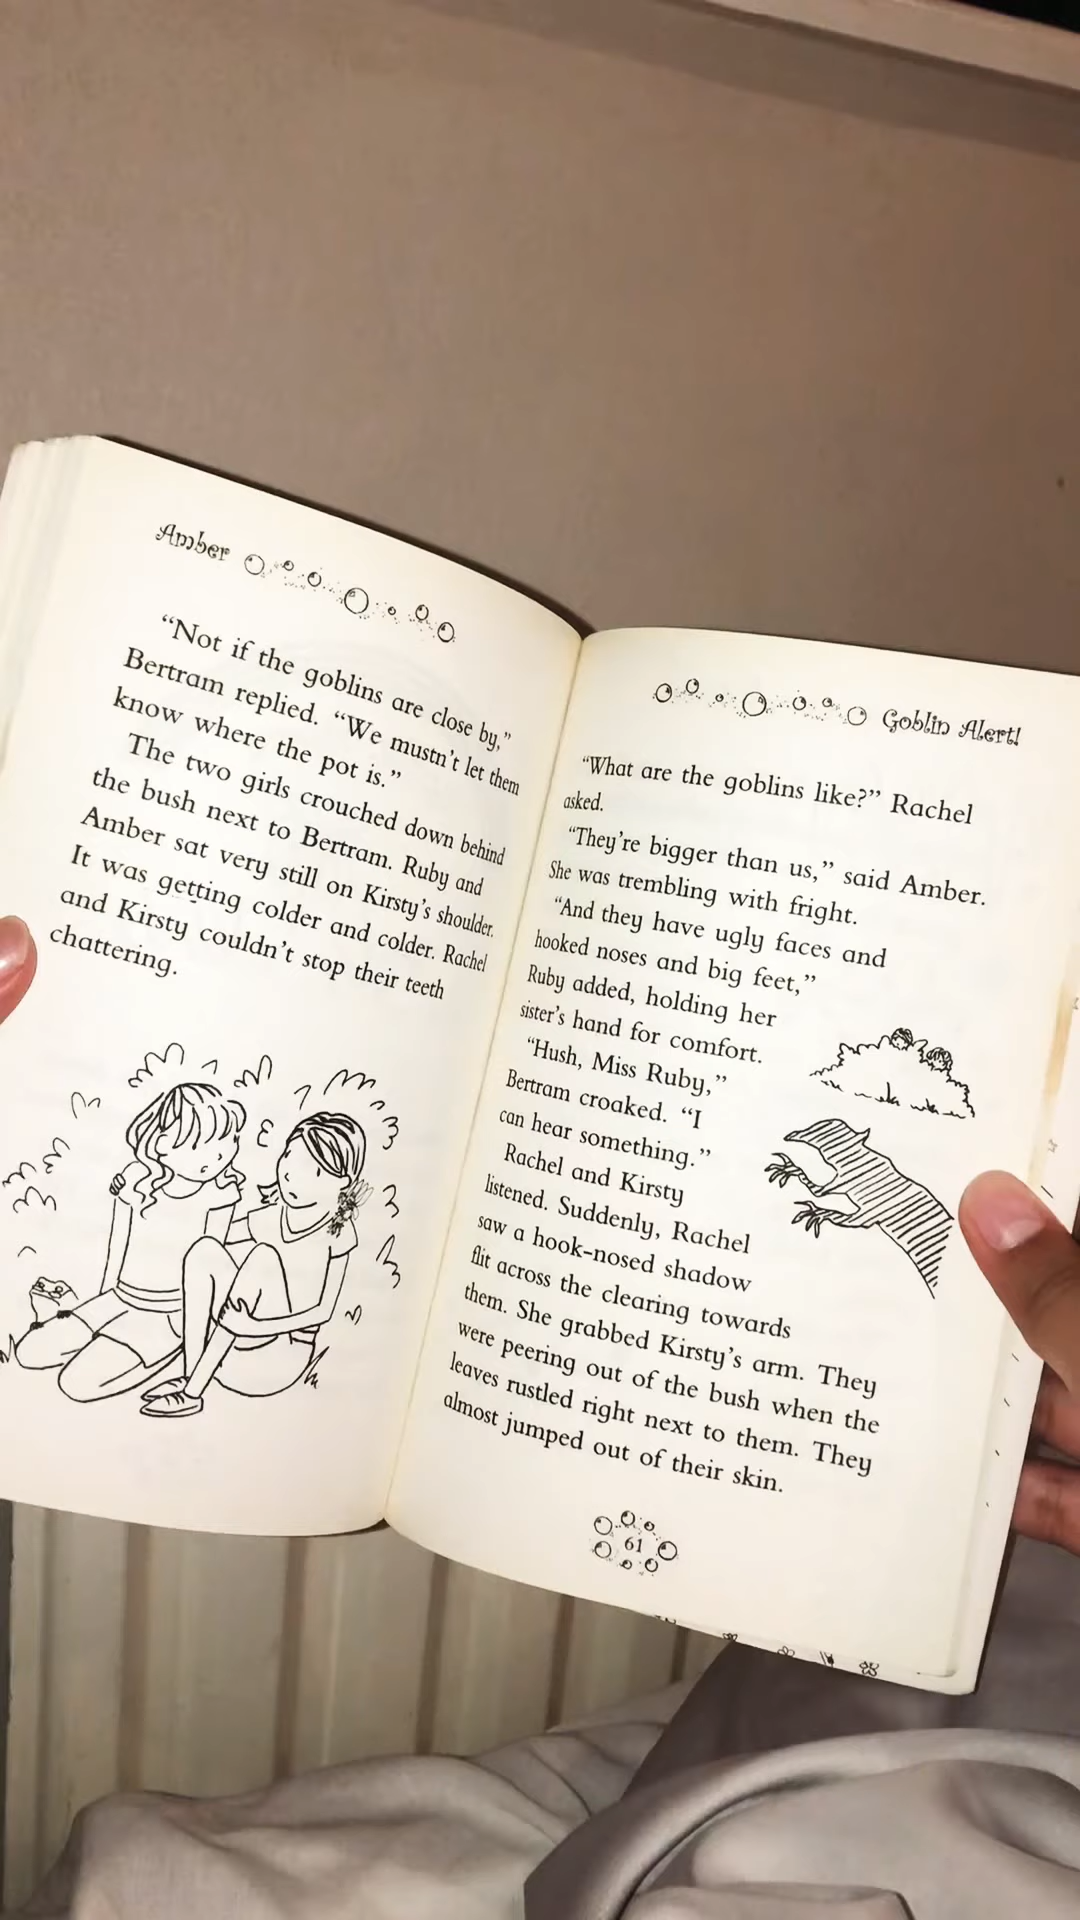 Amber
“Not if the goblins are close by,”
Bertram replied. “We mustn’t let them
know where the pot is.”
The two girls crouched down behind
the bush next to Bertram. Ruby and
Amber sat very still on Kirsty’s shoulder.
It was getting colder and colder. Rachel
and Kirsty couldn’t stop their teeth
chattering.
Goblin Alert!
“What are the goblins like?” Rachel
asked.
“They’re bigger than us,” said Amber.
She was trembling with fright.
“And they have ugly faces and
hooked noses and big feet,”
Ruby added, holding her
sister’s hand for comfort.
“Hush, Miss Ruby,”
Bertram croaked. “I
can hear something.”
Rachel and Kirsty
listened. Suddenly, Rachel
saw a hook-nosed shadow
flit across the clearing towards
them. She grabbed Kirsty’s arm. They
were peering out of the bush when the
leaves rustled right next to them. They
almost jumped out of their skin.
61